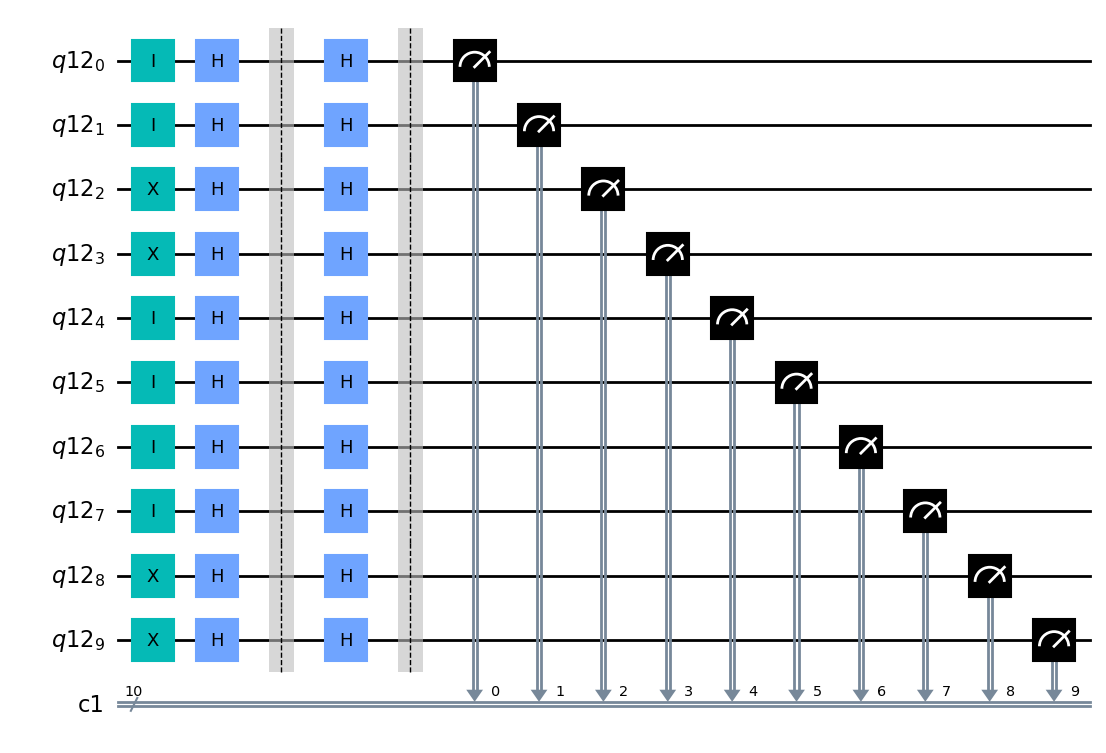 q12₀ I H H
q12₁ I H H
q12₂ X H H
q12₃ X H H
q12₄ I H H
q12₅ I H H
q12₆ I H H
q12₇ I H H
q12₈ X H H
q12₉ X H H
10 0 1 2 3 4 5 6 7 8 9
c1